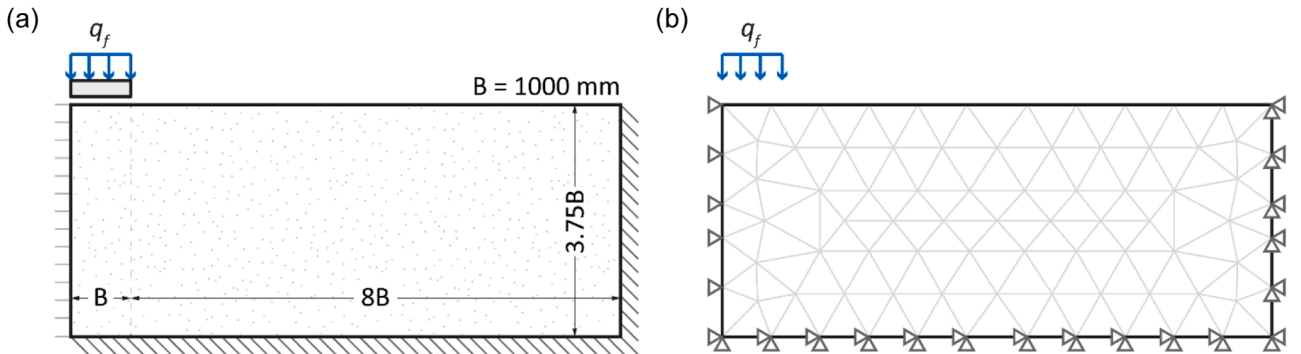 (a)
q_f
B = 1000 mm
3.75B
B
8B
(b)
q_f